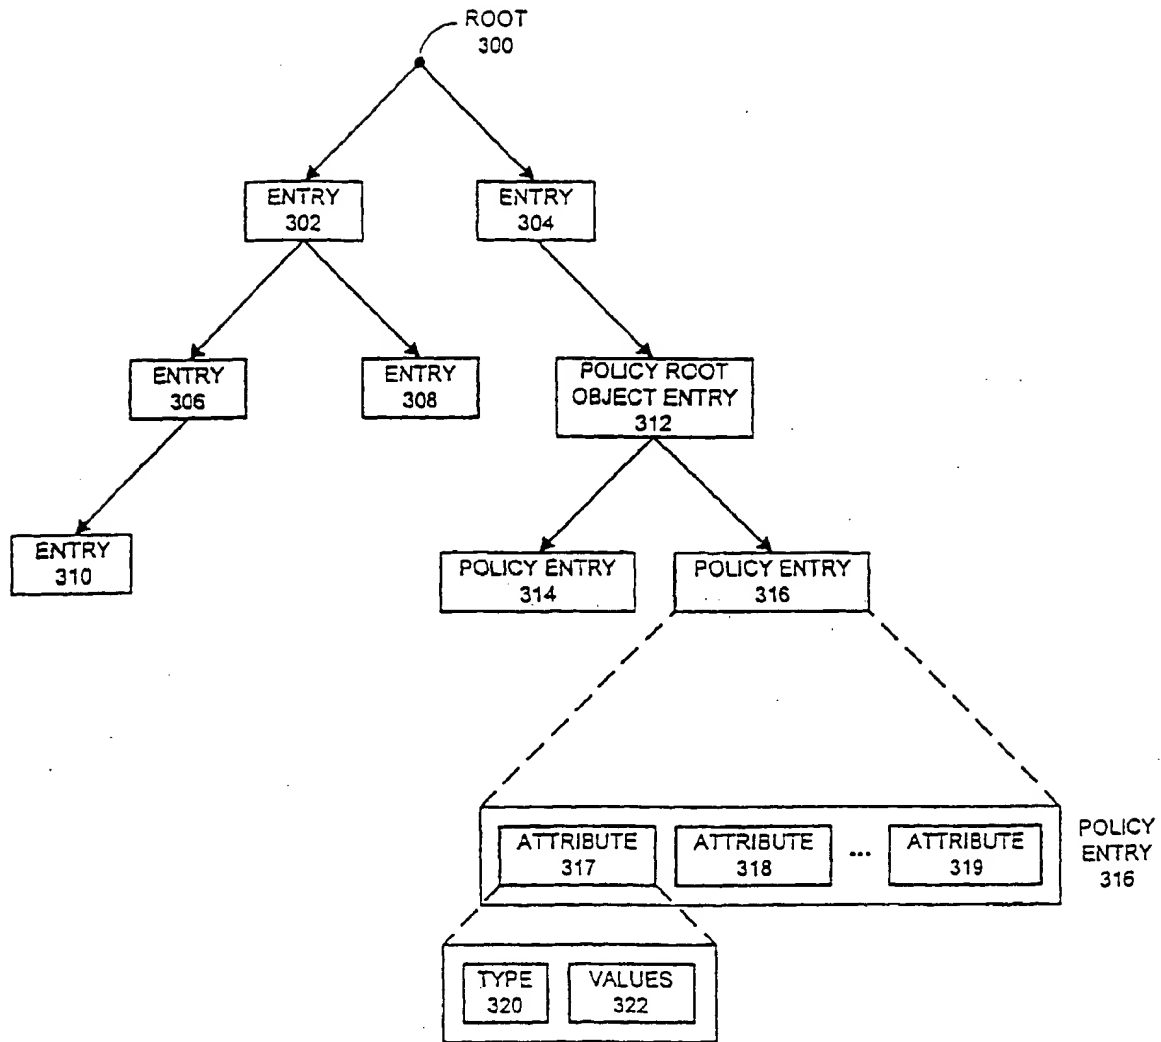 ROOT
300
ENTRY
302
ENTRY
304
ENTRY
306
ENTRY
308
POLICY ROOT
OBJECT ENTRY
312
ENTRY
310
POLICY ENTRY
314
POLICY ENTRY
316
ATTRIBUTE
317
ATTRIBUTE
318
...
ATTRIBUTE
319
POLICY
ENTRY
316
TYPE
320
VALUES
322